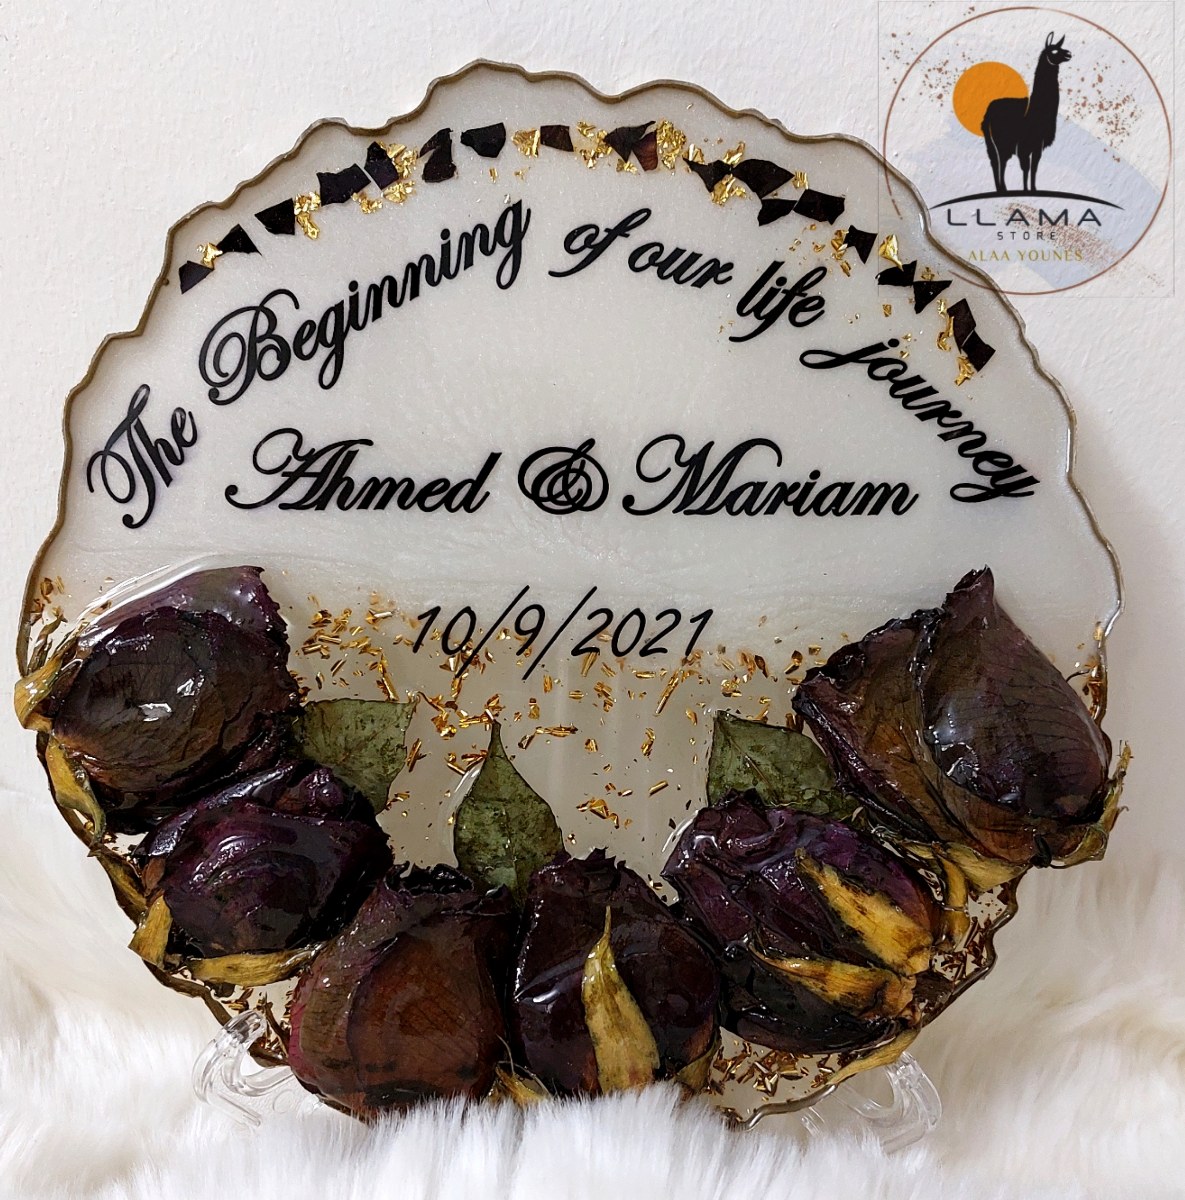 The Beginning of our life journey
Ahmed & Mariam
10/9/2021
LLAMA
STORE
ALAA YOUNES